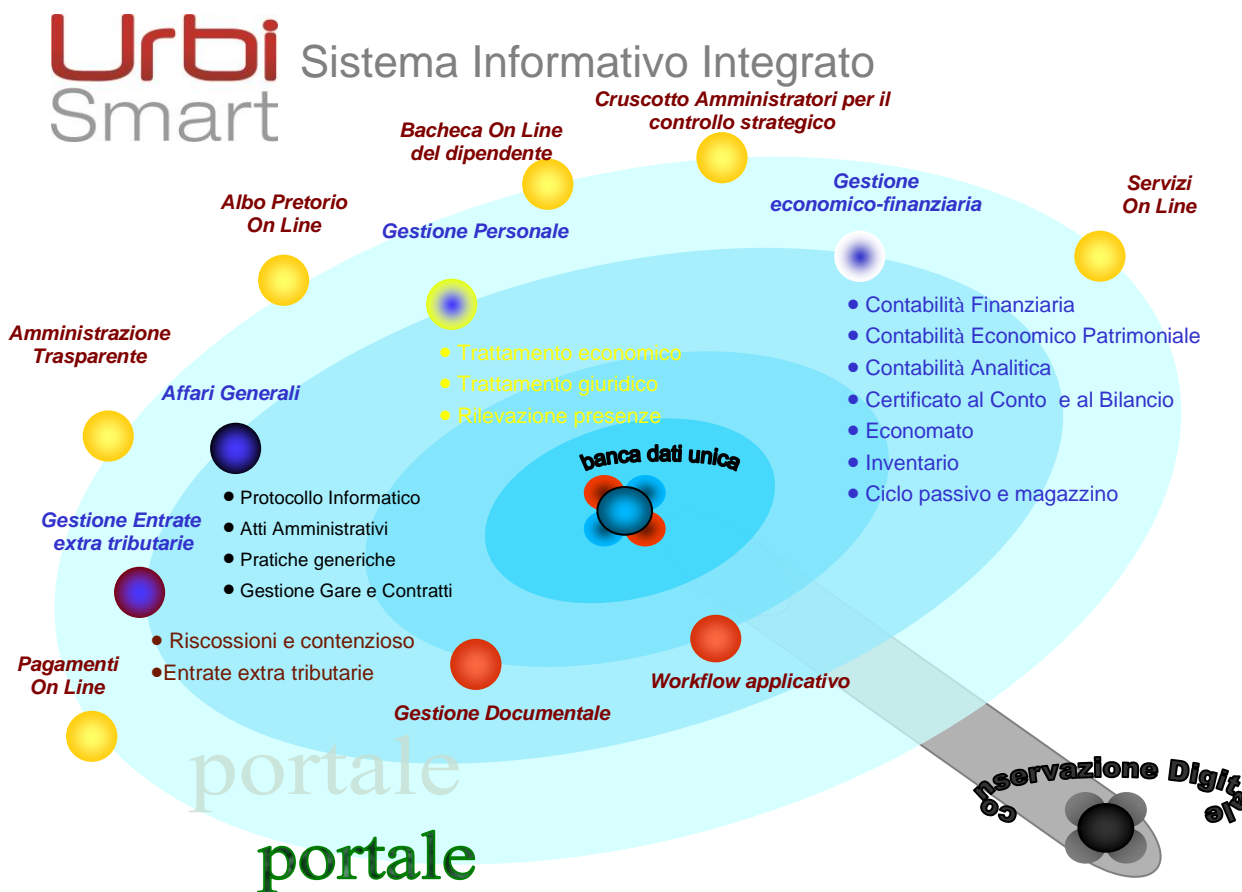 Urbi
Smart
Sistema Informativo Integrato
Cruscotto Amministratori per il
controllo strategico
Bacheca On Line
del dipendente
Gestione
economico-finanziaria
Servizi
On Line
Albo Pretorio
On Line
Gestione Personale
• Contabilità Finanziaria
• Contabilità Economico Patrimoniale
• Contabilità Analitica
• Certificato al Conto e al Bilancio
• Economato
• Inventario
• Ciclo passivo e magazzino
Amministrazione
Trasparente
• Trattamento economico
• Trattamento giuridico
• Rilevazione presenze
Affari Generali
banca dati unica
• Protocollo Informatico
• Atti Amministrativi
• Pratiche generiche
• Gestione Gare e Contratti
Gestione Entrate
extra tributarie
• Riscossioni e contenzioso
•Entrate extra tributarie
Pagamenti
On Line
Gestione Documentale
Workflow applicativo
portale
portale
Conservazione Digitale